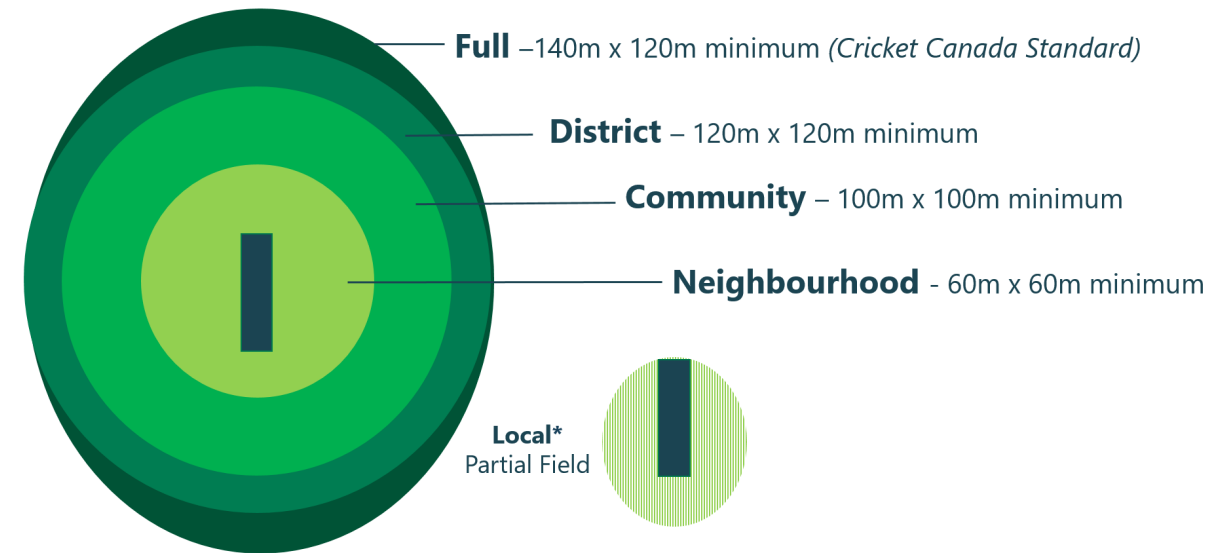 Full –140m x 120m minimum (Cricket Canada Standard)
District – 120m x 120m minimum
Community – 100m x 100m minimum
Neighbourhood - 60m x 60m minimum
Local*
Partial Field